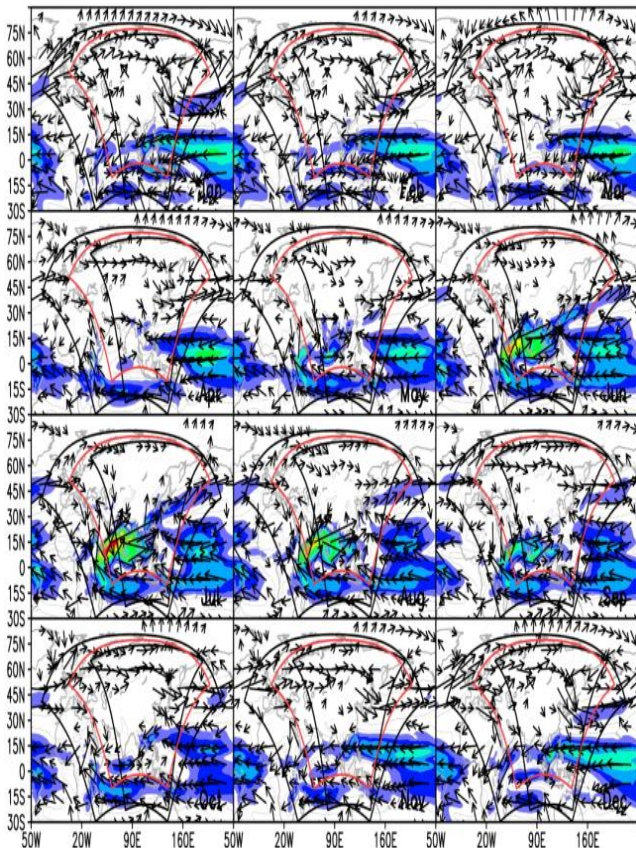 75N
60N
45N
30N
15N
0
15S
30S
Jan
Feb
Mar
75N
60N
45N
30N
15N
0
15S
30S
Apr
May
Jun
75N
60N
45N
30N
15N
0
15S
30S
Jul
Aug
Sep
75N
60N
45N
30N
15N
0
15S
30S
Oct
Nov
Dec
50W 20W 90E 160E 50W 20W 90E 160E 50W 20W 90E 160E